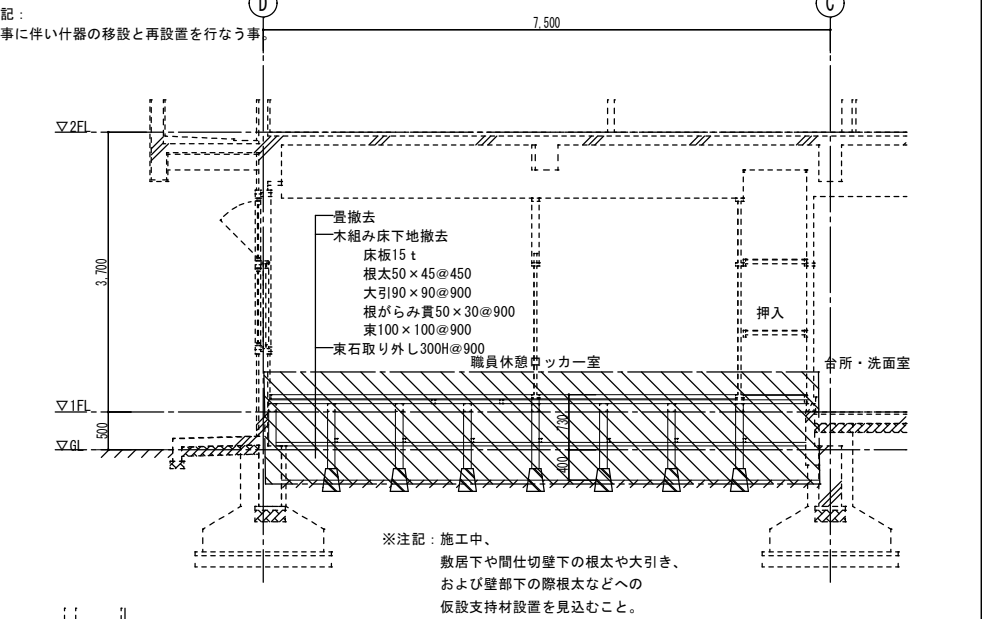 記：
事に伴い什器の移設と再設置を行なう事。
D
C
7,500
▽2FL
3,700
畳撤去
木組み床下地撤去
床板15ｔ
根太50×45@450
大引90×90@900
根がらみ貫50×30@900
束100×100@900
束石取り外し300H@900
押入
職員休憩ロッカー室
台所・洗面室
▽1FL
500
730
▽GL
400
※注記：施工中、
敷居下や間仕切壁下の根太や大引き、
および壁部下の際根太などへの
仮設支持材設置を見込むこと。